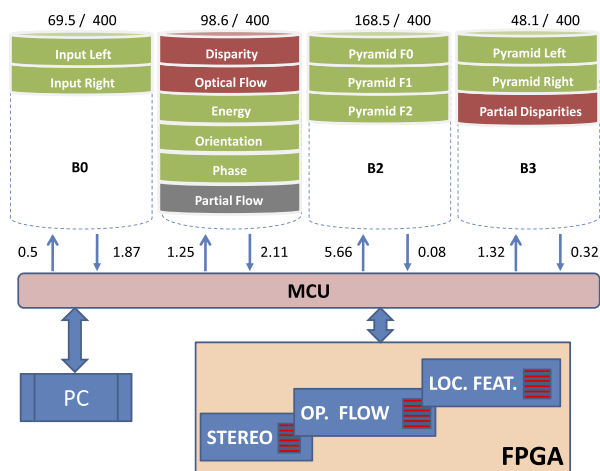 69.5 / 400
98.6 / 400
168.5 / 400
48.1 / 400
Input Left
Input Right
B0
Disparity
Optical Flow
Energy
Orientation
Phase
Partial Flow
Pyramid F0
Pyramid F1
Pyramid F2
B2
Pyramid Left
Pyramid Right
Partial Disparities
B3
0.5
1.87
1.25
2.11
5.66
0.08
1.32
0.32
MCU
PC
LOC. FEAT.
OP. FLOW
STEREO
FPGA